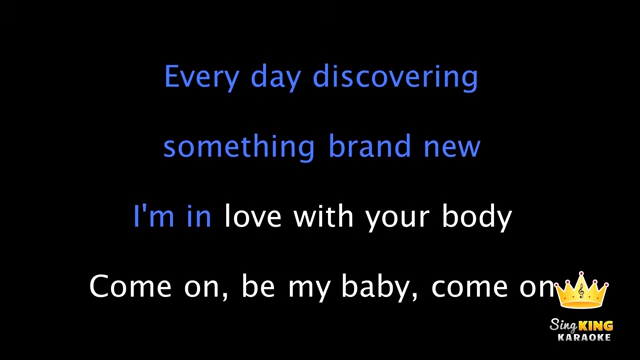 Every day discovering
something brand new
I'm in love with your body
Come on, be my baby, come on
Sing KING
KARAOKE